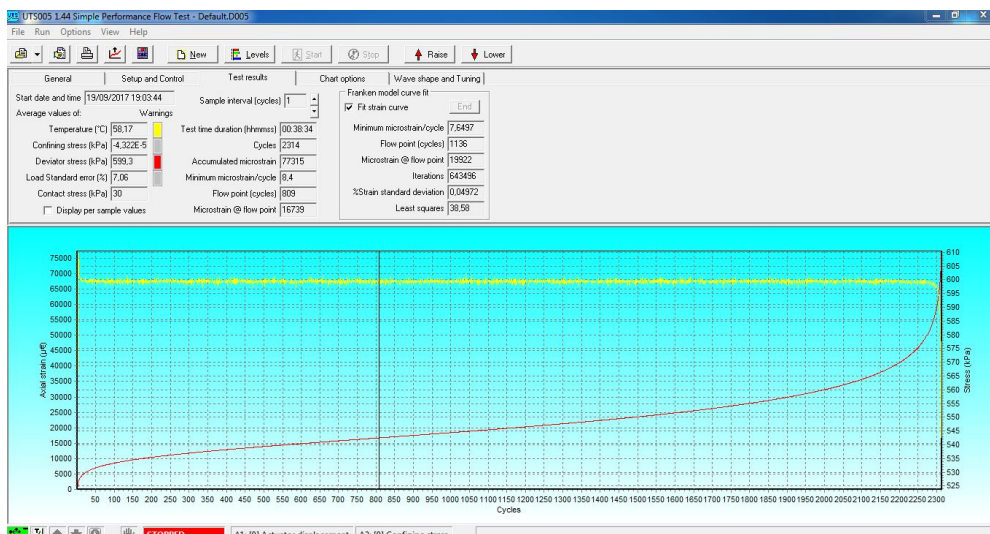 UTS005 1.44 Simple Performance Flow Test - Default.D005
File Run Options View Help
New Levels Start Stop Raise Lower
General Setup and Control Test results Chart options Wave shape and Tuning
Start date and time 19/09/2017 19:03:44
Average values of: Warnings
Temperature (°C) 58,17
Confining stress (kPa) -4,322E-5
Deviator stress (kPa) 599,3
Load Standard error (%) 7,06
Contact stress (kPa) 30
Display per sample values
Sample interval (cycles) 1
Test time duration (hhmmss) 00:38:34
Cycles 2314
Accumulated microstrain 77315
Minimum microstrain/cycle 8,4
Flow point (cycles) 809
Microstrain @ flow point 16739
Franken model curve fit
Fit strain curve End
Minimum microstrain/cycle 7,6497
Flow point (cycles) 1136
Microstrain @ flow point 19922
Iterations 643496
%Strain standard deviation 0,04972
Least squares 38,58
Axial strain (µε)
75000
70000
65000
60000
55000
50000
45000
40000
35000
30000
25000
20000
15000
10000
5000
0
50 100 150 200 250 300 350 400 450 500 550 600 650 700 750 800 850 900 950 1000 1050 1100 1150 1200 1250 1300 1350 1400 1450 1500 1550 1600 1650 1700 1750 1800 1850 1900 1950 2000 2050 2100 2150 2200 2250 2300
Cycles
610
605
600
595
590
585
580
575
570
565
560
555
550
545
540
535
530
525
Stress (kPa)
STOPPED A1: [0] Actuator displacement A2: [0] Confining stress